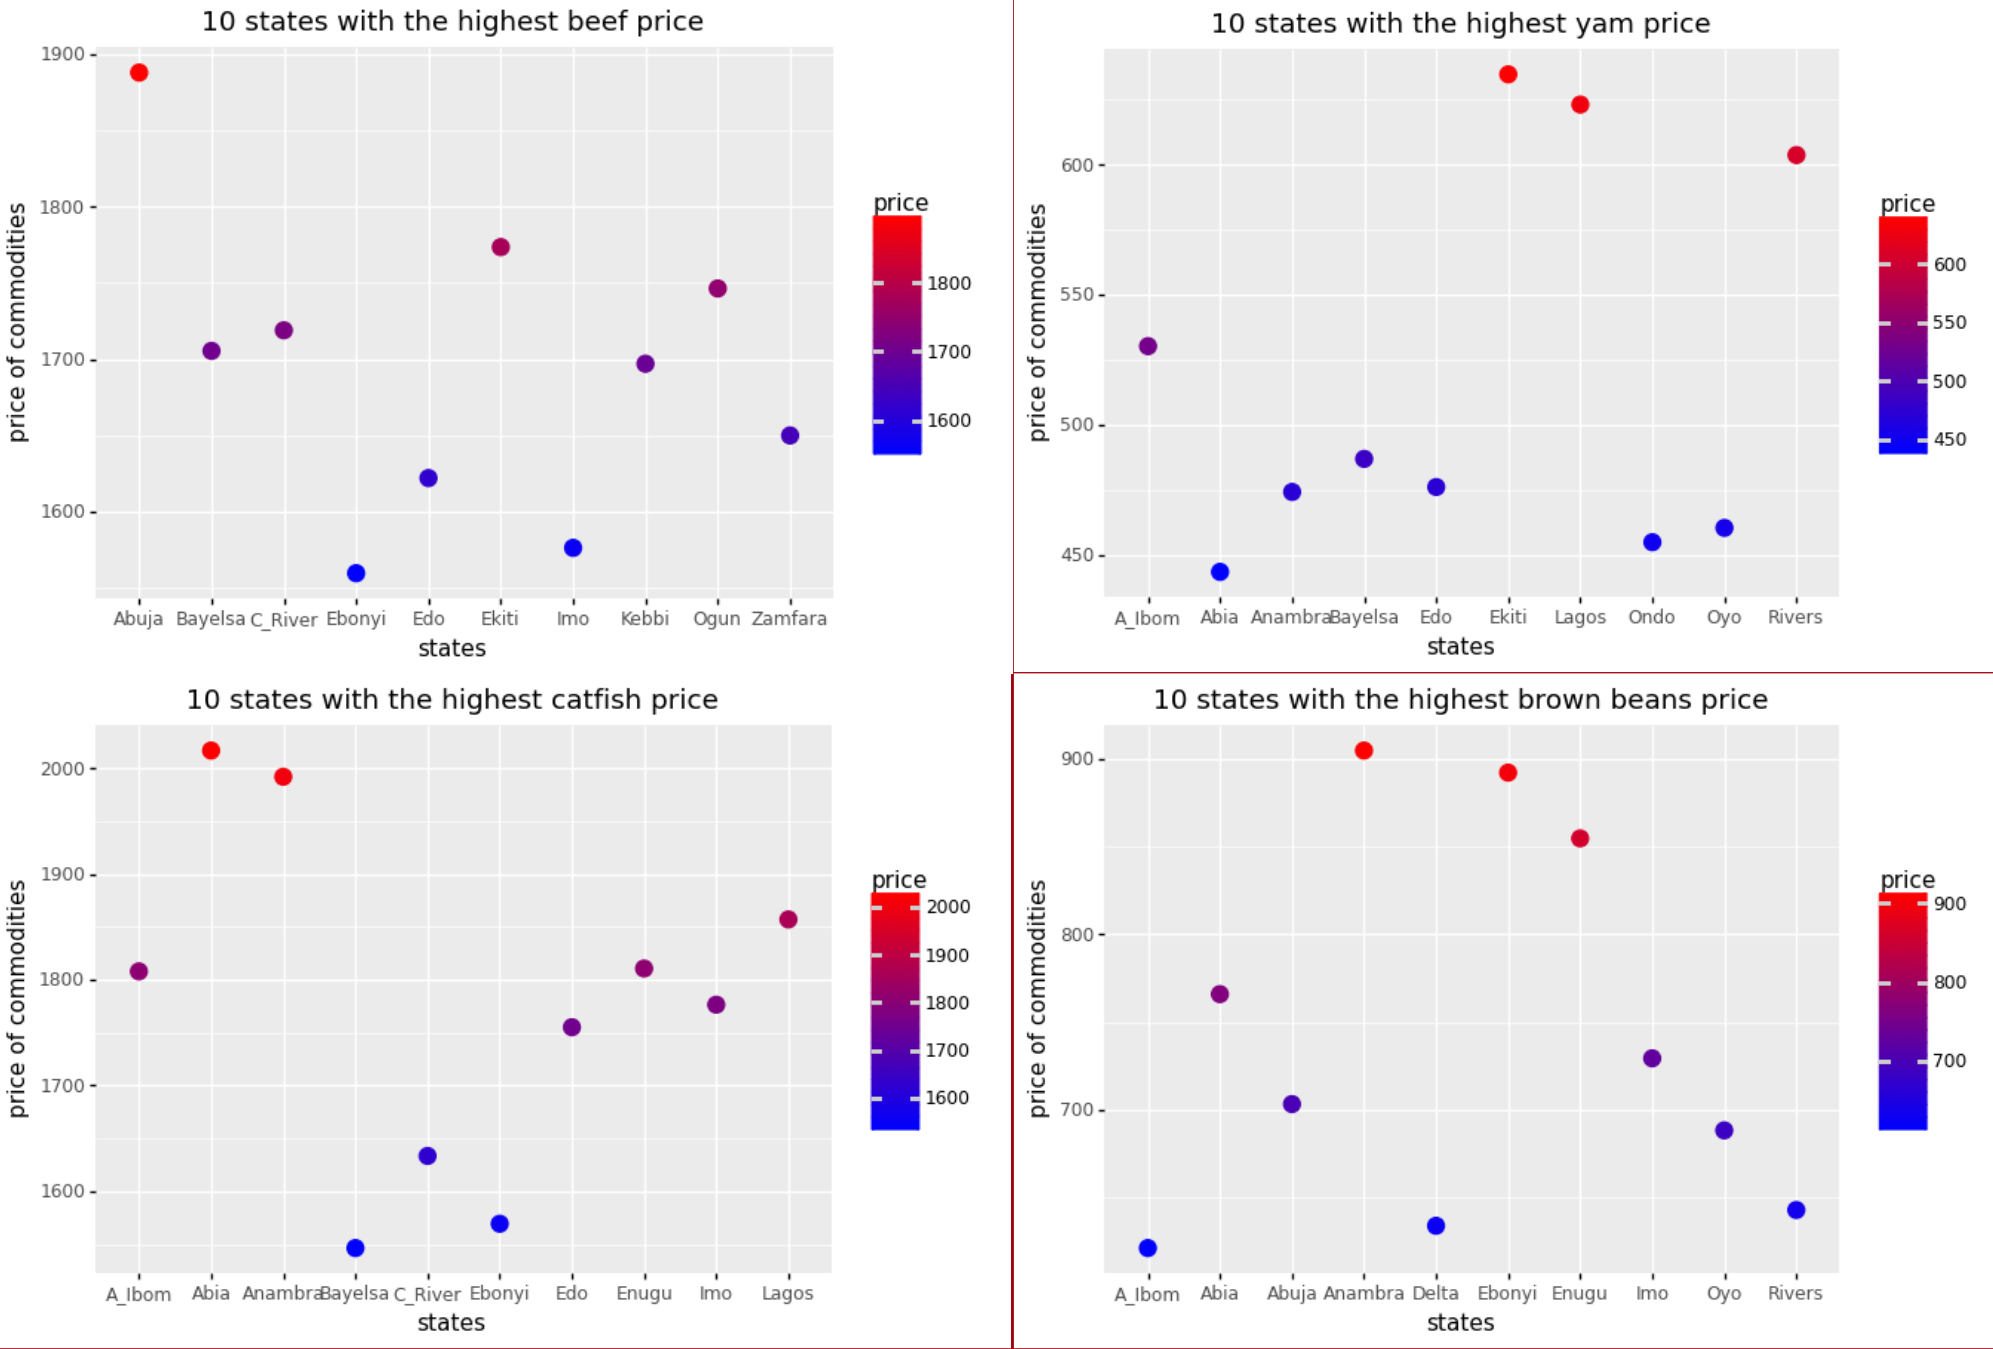 10 states with the highest beef price
price of commodities
1900
1800
1700
1600
Abuja Bayelsa C_River Ebonyi Edo Ekiti Imo Kebbi Ogun Zamfara
states
price
1800
1700
1600
10 states with the highest yam price
price of commodities
600
550
500
450
A_Ibom Abia Anambra Bayelsa Edo Ekiti Lagos Ondo Oyo Rivers
states
price
600
550
500
450
10 states with the highest catfish price
price of commodities
2000
1900
1800
1700
1600
A_Ibom Abia Anambra Bayelsa C_River Ebonyi Edo Enugu Imo Lagos
states
price
2000
1900
1800
1700
1600
10 states with the highest brown beans price
price of commodities
900
800
700
A_Ibom Abia Abuja Anambra Delta Ebonyi Enugu Imo Oyo Rivers
states
price
900
800
700